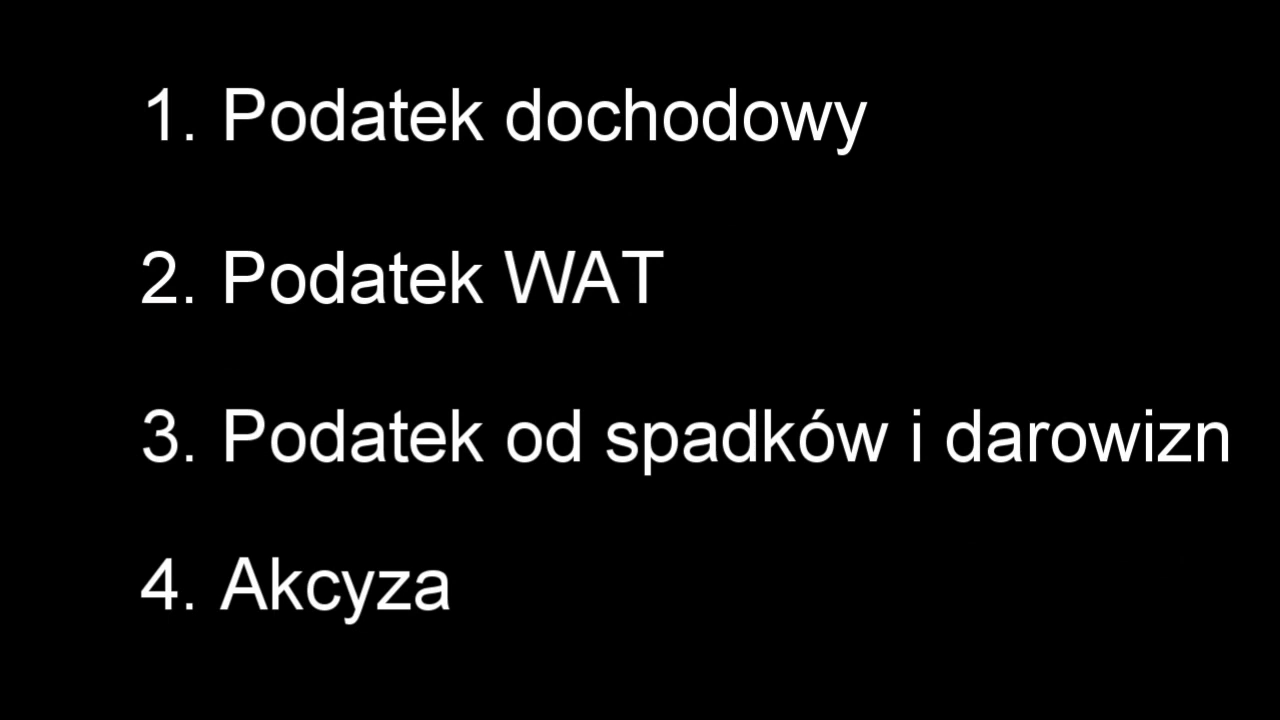 1. Podatek dochodowy
2. Podatek WAT
3. Podatek od spadków i darowizn
4. Akcyza